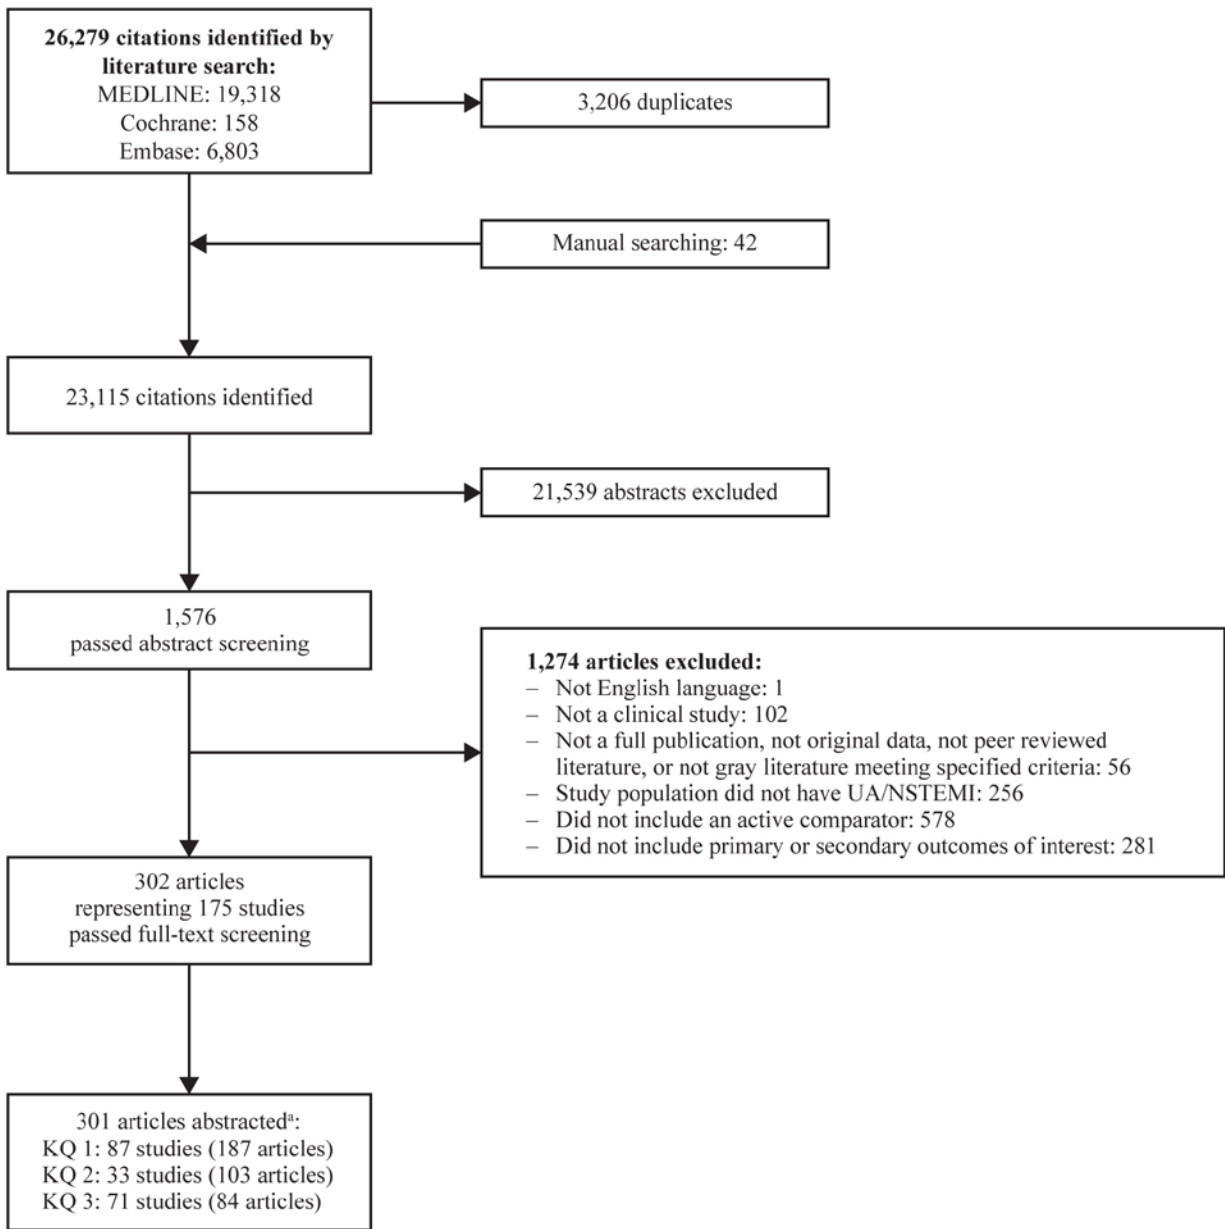 26,279 citations identified by
literature search:
MEDLINE: 19,318
Cochrane: 158
Embase: 6,803
3,206 duplicates
Manual searching: 42
23,115 citations identified
21,539 abstracts excluded
1,576
passed abstract screening
1,274 articles excluded:
– Not English language: 1
– Not a clinical study: 102
– Not a full publication, not original data, not peer reviewed
literature, or not gray literature meeting specified criteria: 56
– Study population did not have UA/NSTEMI: 256
– Did not include an active comparator: 578
– Did not include primary or secondary outcomes of interest: 281
302 articles
representing 175 studies
passed full-text screening
301 articles abstractedᵃ:
KQ 1: 87 studies (187 articles)
KQ 2: 33 studies (103 articles)
KQ 3: 71 studies (84 articles)